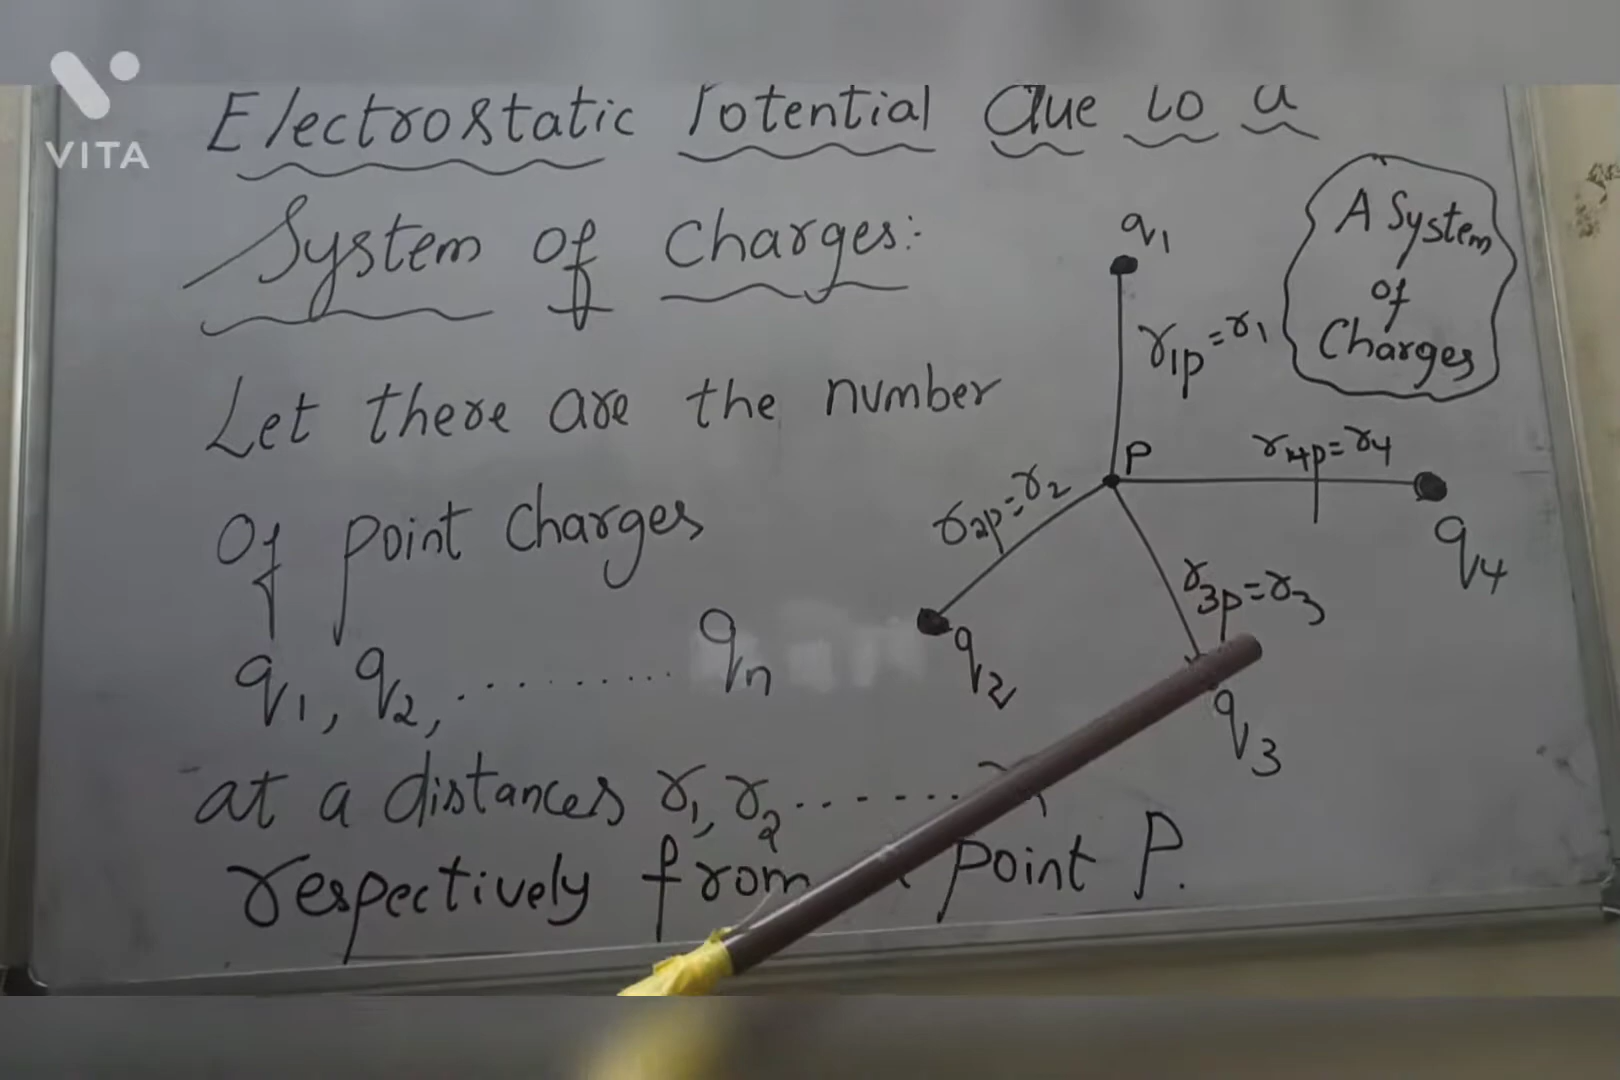 VITA
Electrostatic Potential due to a
System of Charges:
Let there are the number
of point Charges
q1, q2, ......... qn
at a distances r1, r2 .......
respectively from point P.
q1
r1p=r1
A System
of
Charges
P
r4p=r4
q4
r2p=r2
q2
r3p=r3
q3